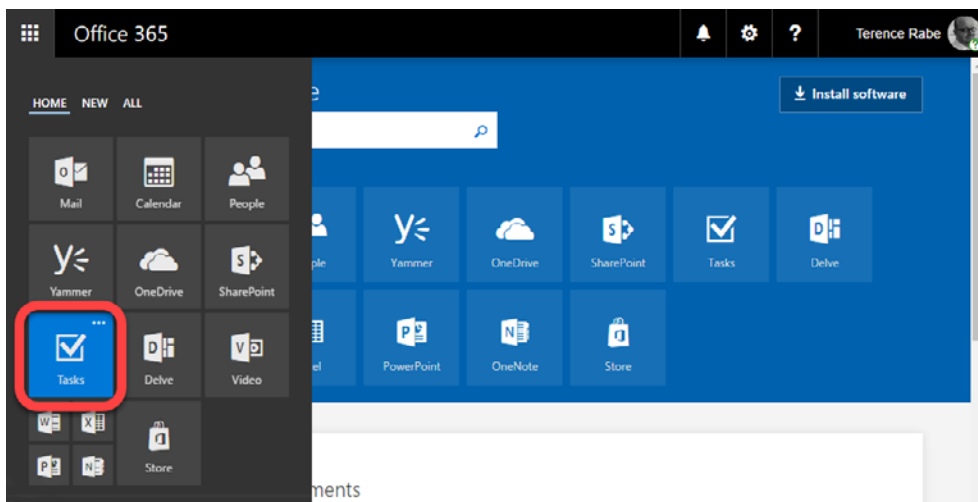 Office 365
Terence Rabe
HOME NEW ALL
Mail Calendar People
Yammer OneDrive SharePoint
Tasks Delve Video
Store
e
Install software
ple Yammer OneDrive SharePoint Tasks Delve
el PowerPoint OneNote Store
ments